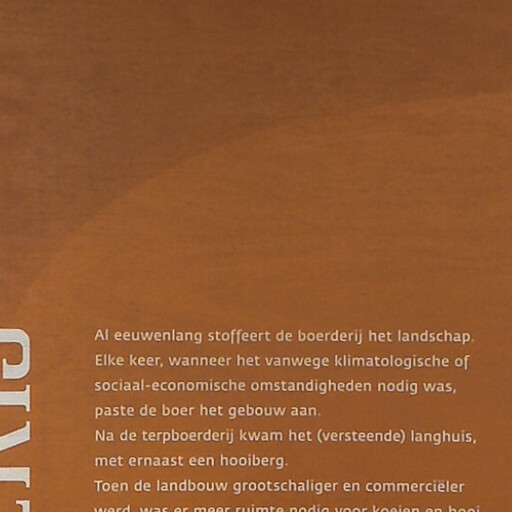 Al eeuwenlang stoffeert de boerderij het landschap.
Elke keer, wanneer het vanwege klimatologische of
sociaal-economische omstandigheden nodig was,
paste de boer het gebouw aan.
Na de terpboerderij kwam het (versteende) langhuis,
met ernaast een hooiberg.
Toen de landbouw grootschaliger en commerciëler
werd, was er meer ruimte nodig voor koeien en hooi